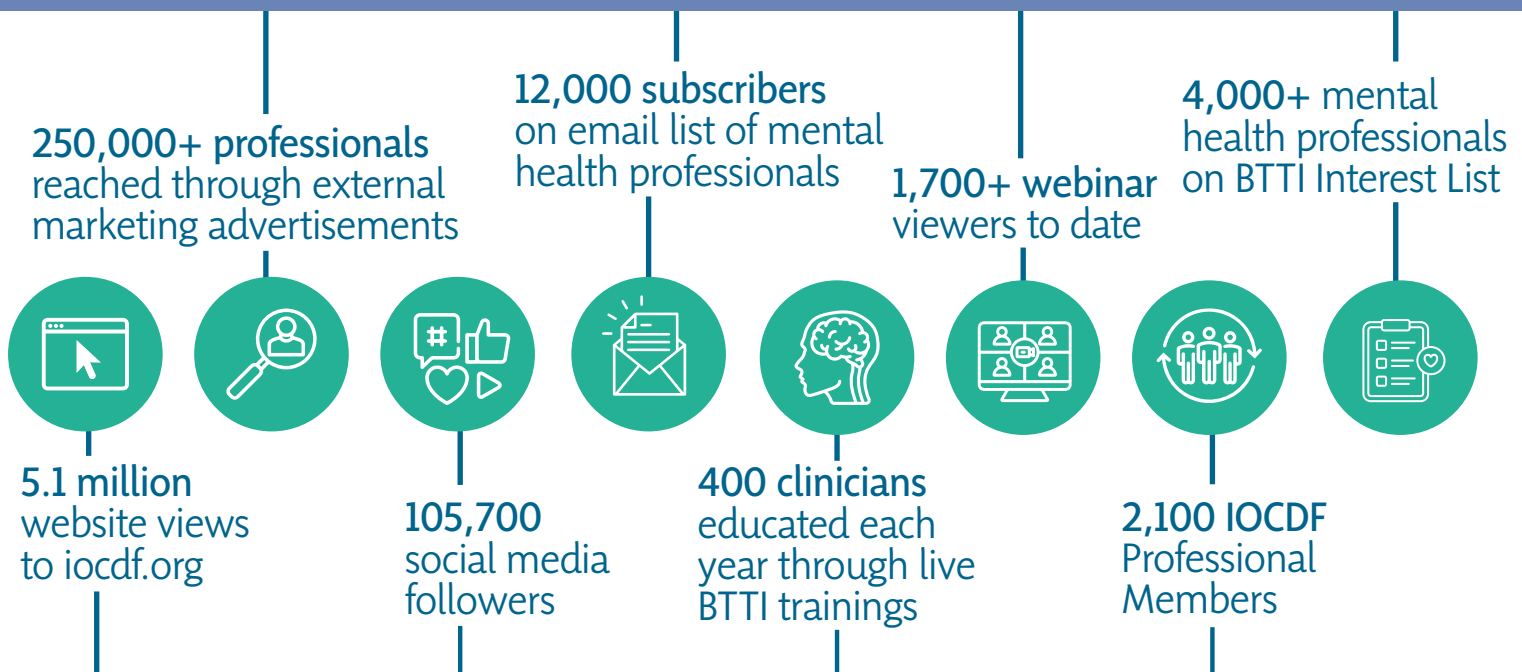 250,000+ professionals
reached through external
marketing advertisements
12,000 subscribers
on email list of mental
health professionals
1,700+ webinar
viewers to date
4,000+ mental
health professionals
on BTTI Interest List
#
5.1 million
website views
to iocdf.org
105,700
social media
followers
400 clinicians
educated each
year through live
BTTI trainings
2,100 IOCDF
Professional
Members